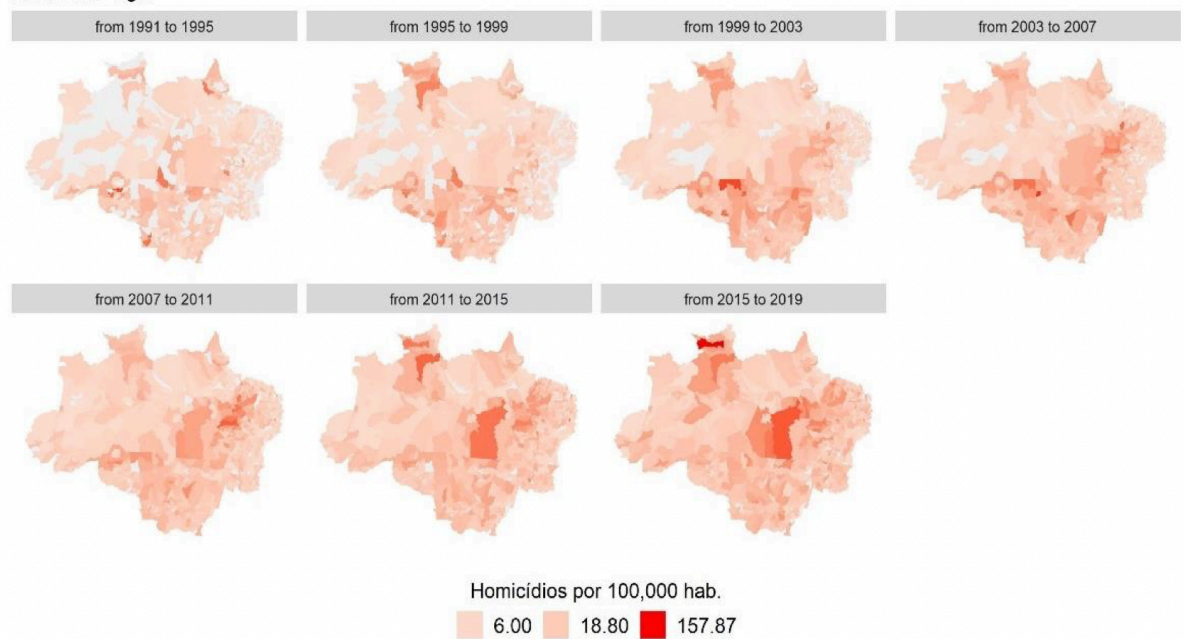 from 1991 to 1995
from 1995 to 1999
from 1999 to 2003
from 2003 to 2007
from 2007 to 2011
from 2011 to 2015
from 2015 to 2019
Homicídios por 100,000 hab.
6.00 18.80 157.87